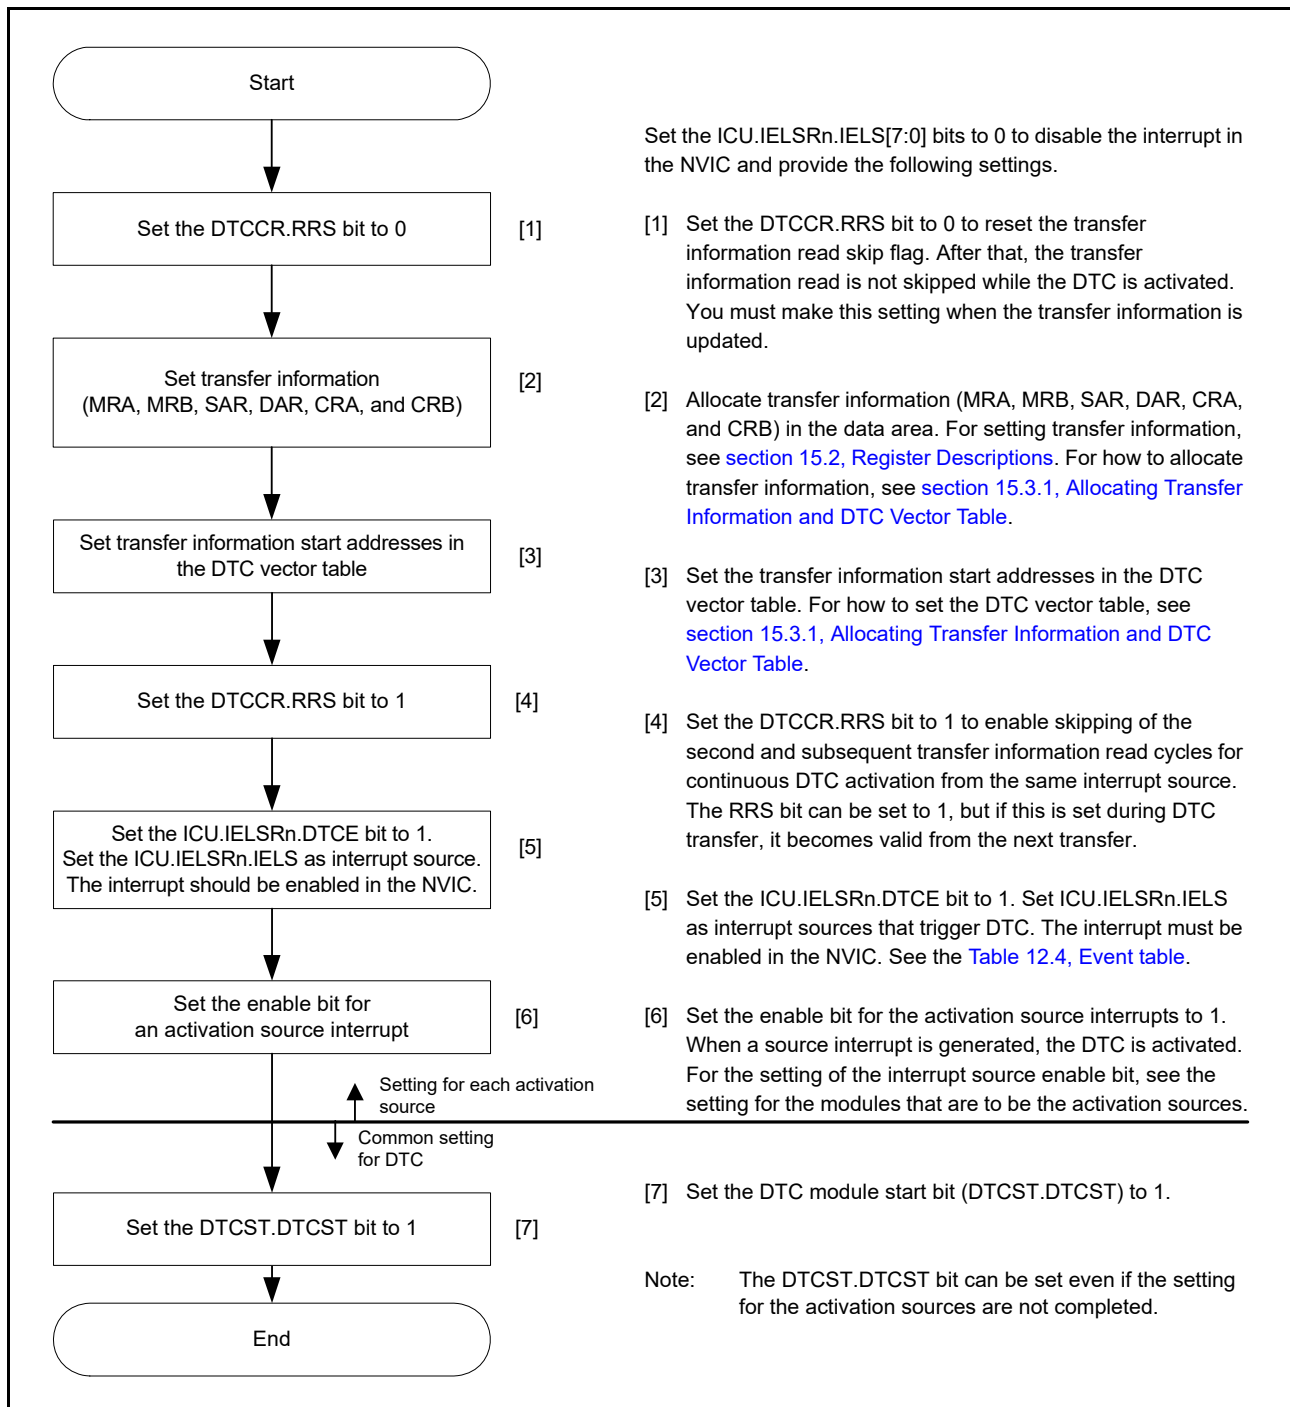 Start
Set the DTCCR.RRS bit to 0
[1]
Set transfer information
(MRA, MRB, SAR, DAR, CRA, and CRB)
[2]
Set transfer information start addresses in
the DTC vector table
[3]
Set the DTCCR.RRS bit to 1
[4]
Set the ICU.IELSRn.DTCE bit to 1.
Set the ICU.IELSRn.IELS as interrupt source.
The interrupt should be enabled in the NVIC.
[5]
Set the enable bit for
an activation source interrupt
[6]
Setting for each activation
source
Common setting
for DTC
Set the DTCST.DTCST bit to 1
[7]
End
Set the ICU.IELSRn.IELS[7:0] bits to 0 to disable the interrupt in
the NVIC and provide the following settings.
[1] Set the DTCCR.RRS bit to 0 to reset the transfer
information read skip flag. After that, the transfer
information read is not skipped while the DTC is activated.
You must make this setting when the transfer information is
updated.
[2] Allocate transfer information (MRA, MRB, SAR, DAR, CRA,
and CRB) in the data area. For setting transfer information,
see section 15.2, Register Descriptions. For how to allocate
transfer information, see section 15.3.1, Allocating Transfer
Information and DTC Vector Table.
[3] Set the transfer information start addresses in the DTC
vector table. For how to set the DTC vector table, see
section 15.3.1, Allocating Transfer Information and DTC
Vector Table.
[4] Set the DTCCR.RRS bit to 1 to enable skipping of the
second and subsequent transfer information read cycles for
continuous DTC activation from the same interrupt source.
The RRS bit can be set to 1, but if this is set during DTC
transfer, it becomes valid from the next transfer.
[5] Set the ICU.IELSRn.DTCE bit to 1. Set ICU.IELSRn.IELS
as interrupt sources that trigger DTC. The interrupt must be
enabled in the NVIC. See the Table 12.4, Event table.
[6] Set the enable bit for the activation source interrupts to 1.
When a source interrupt is generated, the DTC is activated.
For the setting of the interrupt source enable bit, see the
setting for the modules that are to be the activation sources.
[7] Set the DTC module start bit (DTCST.DTCST) to 1.
Note: The DTCST.DTCST bit can be set even if the setting
for the activation sources are not completed.